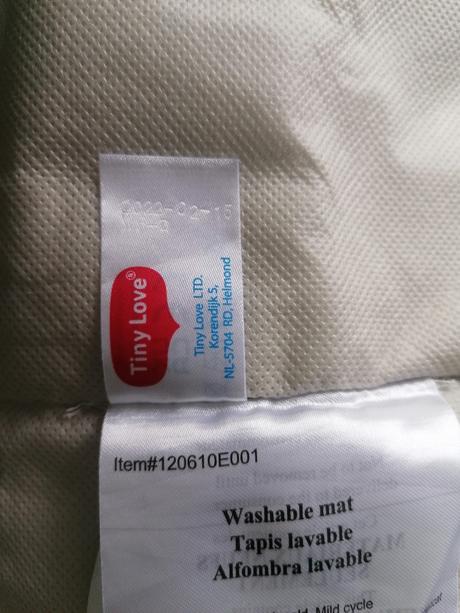 2022-02-15
Tiny Love®
Tiny Love LTD.
Korendijk 5,
NL-5704 RD, Helmond
Item#120610E001
Washable mat
Tapis lavable
Alfombra lavable
Mild cycle